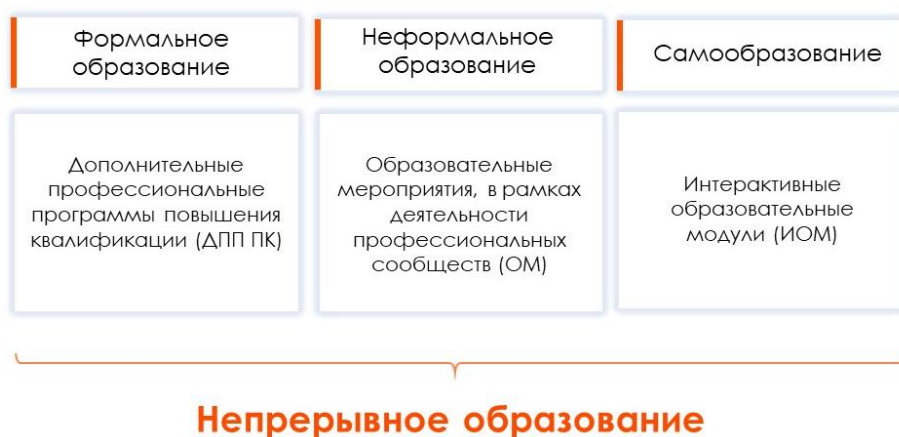 Формальное
образование
Неформальное
образование
Самообразование
Дополнительные
профессиональные
программы повышения
квалификации (ДПП ПК)
Образовательные
мероприятия, в рамках
деятельности
профессиональных
сообществ (ОМ)
Интерактивные
образовательные
модули (ИОМ)
Непрерывное образование